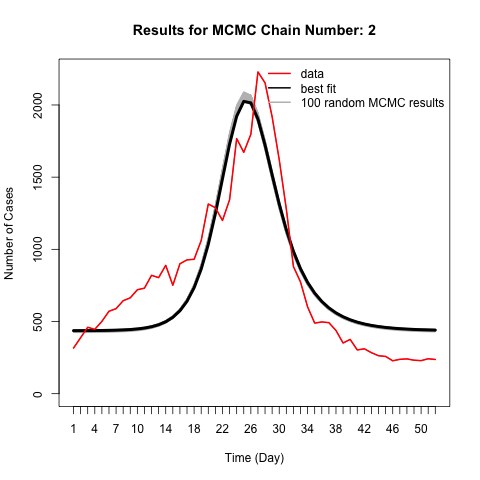 Results for MCMC Chain Number: 2
data
best fit
100 random MCMC results
Number of Cases
2000
1500
1000
500
0
1 4 7 10 14 18 22 26 30 34 38 42 46 50
Time (Day)